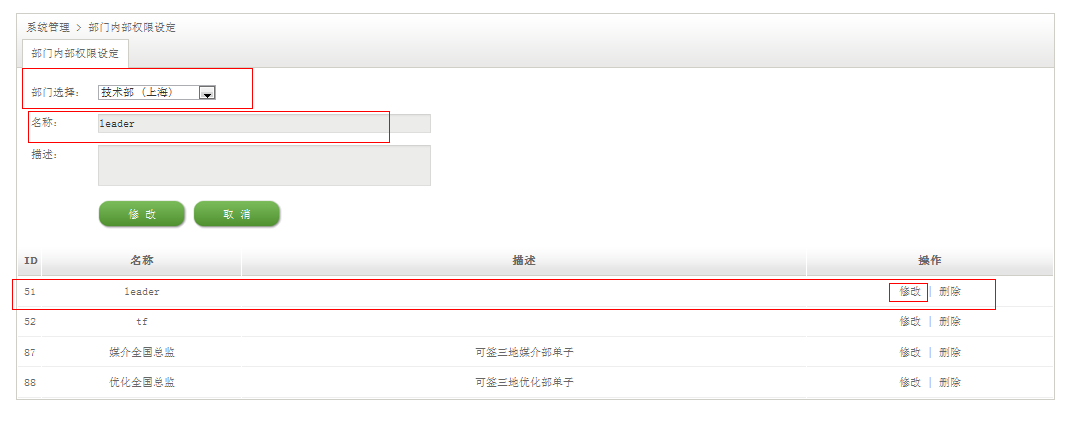 系统管理 > 部门内部权限设定
部门内部权限设定
部门选择: 技术部 (上海)
名称: leader
描述:
修 改 取 消
ID 名称 描述 操作
51 leader 修改 | 删除
52 tf 修改 | 删除
87 媒介全国总监 可签三地媒介部单子 修改 | 删除
88 优化全国总监 可签三地优化部单子 修改 | 删除